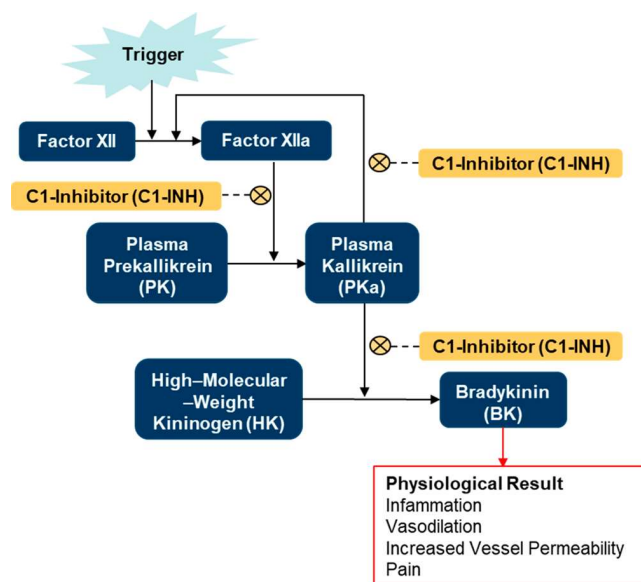 Trigger
Factor XII
Factor XIIa
C1-Inhibitor (C1-INH)
C1-Inhibitor (C1-INH)
Plasma
Prekallikrein
(PK)
Plasma
Kallikrein
(PKa)
C1-Inhibitor (C1-INH)
High–Molecular
–Weight
Kininogen (HK)
Bradykinin
(BK)
Physiological Result
Infammation
Vasodilation
Increased Vessel Permeability
Pain